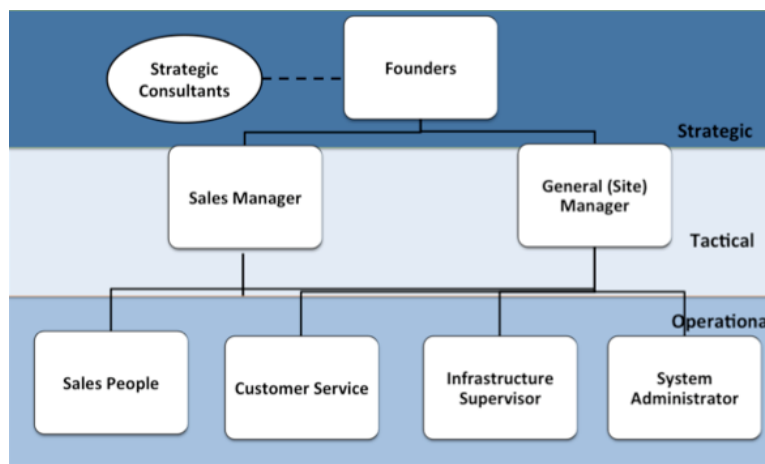 Strategic
Consultants
Founders
Strategic
Sales Manager
General (Site)
Manager
Tactical
Operationa
Sales People
Customer Service
Infrastructure
Supervisor
System
Administrator